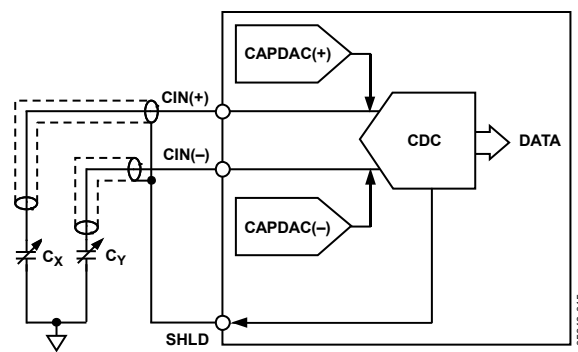 CAPDAC(+)
CIN(+)
CDC
DATA
CIN(–)
CAPDAC(–)
CX
CY
SHLD